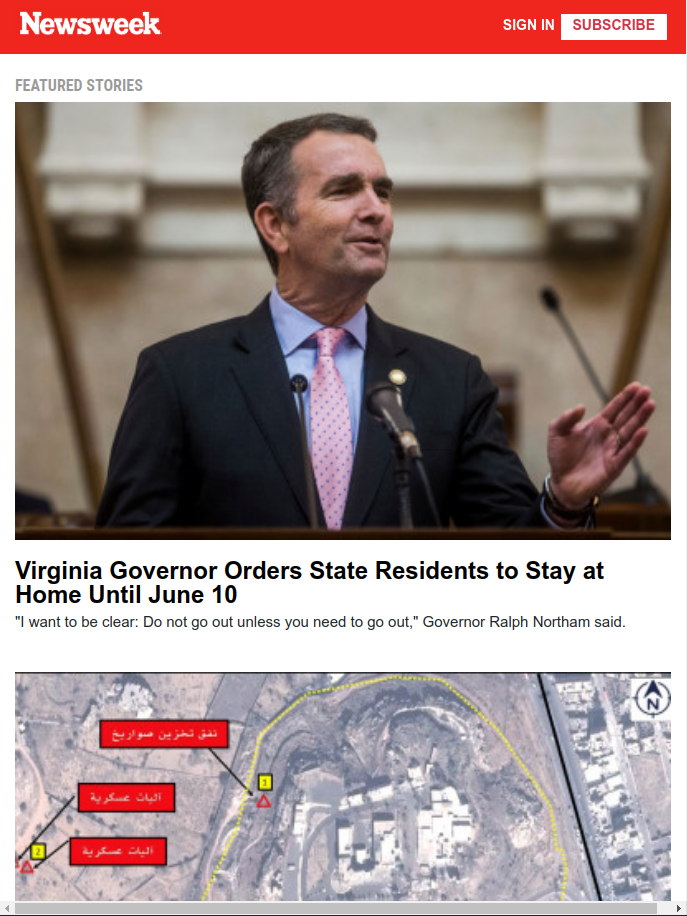 Newsweek
SIGN IN
SUBSCRIBE
FEATURED STORIES
Virginia Governor Orders State Residents to Stay at
Home Until June 10
"I want to be clear: Do not go out unless you need to go out," Governor Ralph Northam said.
N
نفق تخزين صواريخ
1
آليات عسكرية
2
آليات عسكرية